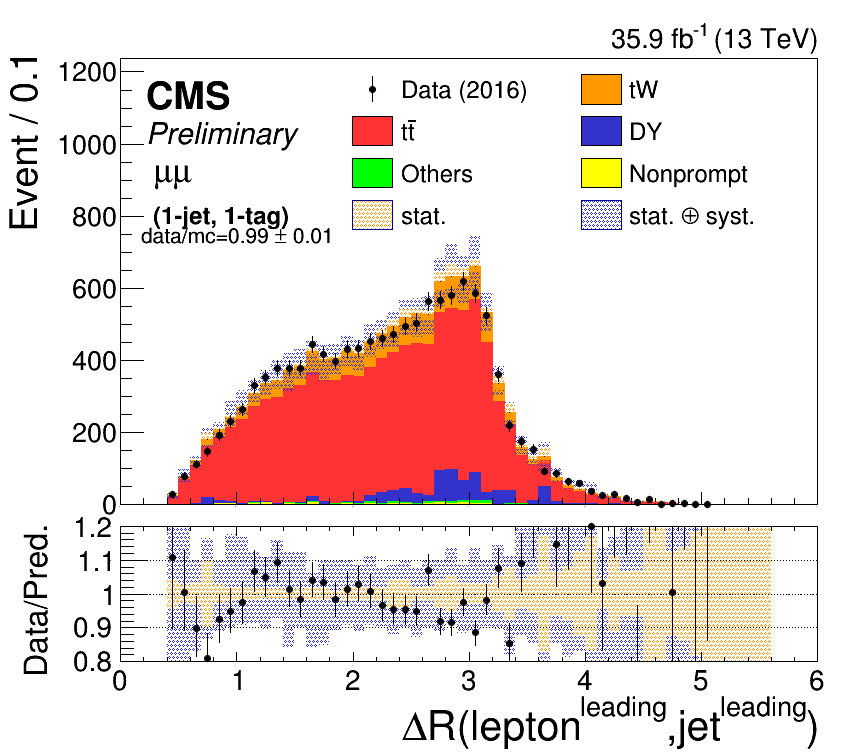 35.9 fb⁻¹ (13 TeV)
Event / 0.1
1200
1000
800
600
400
200
0
CMS
Preliminary
μμ
(1-jet, 1-tag)
data/mc=0.99 ± 0.01
Data (2016)
tW
tt̄
DY
Others
Nonprompt
stat.
stat. ⊕ syst.
Data/Pred.
1.2
1.1
1
0.9
0.8
0 1 2 3 4 5 6
ΔR(lepton^leading,jet^leading)